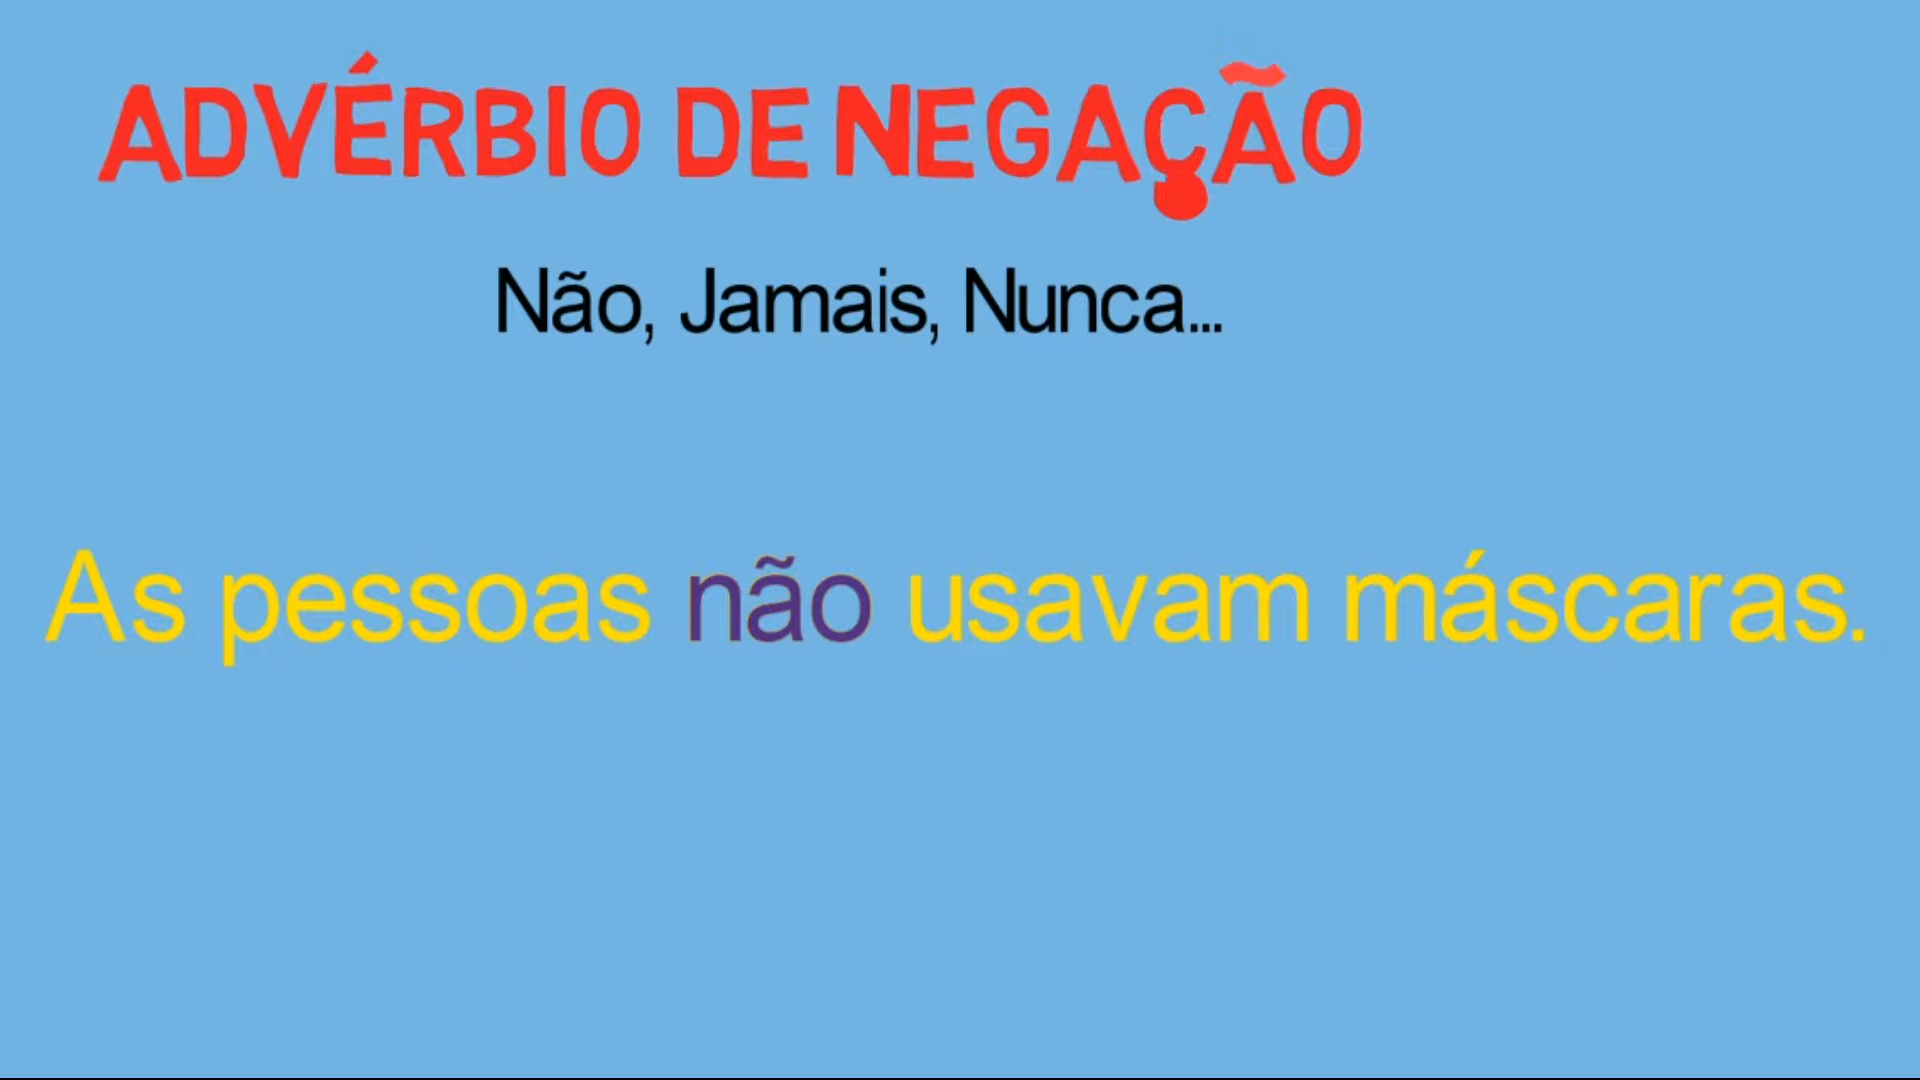 ADVÉRBIO DE NEGAÇÃO
Não, Jamais, Nunca...
As pessoas não usavam máscaras.